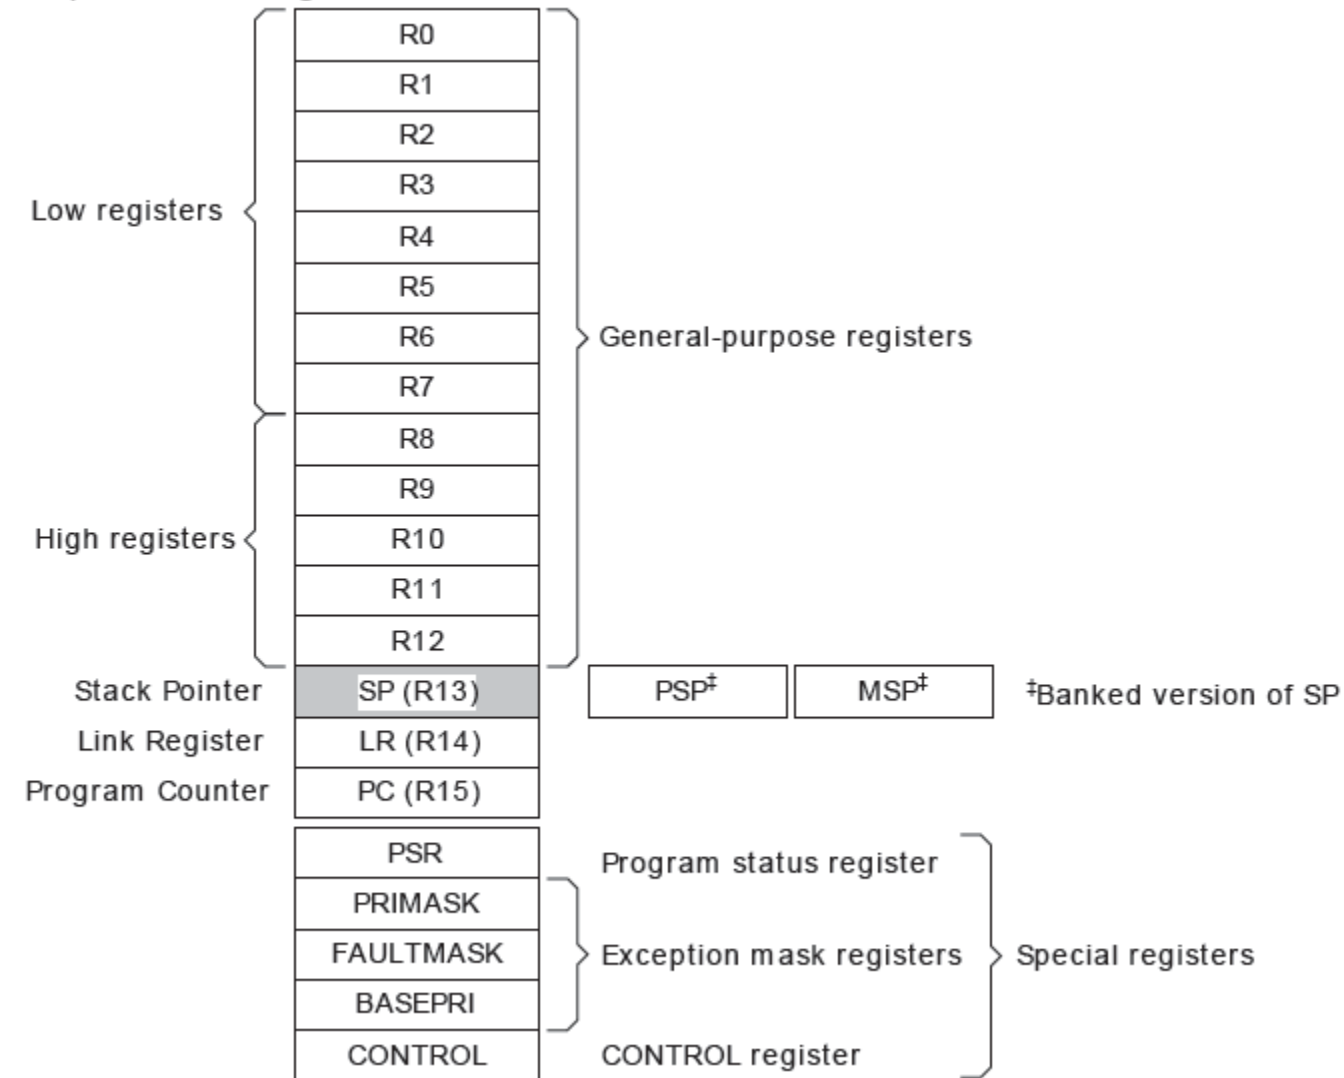 R0
R1
R2
R3
Low registers
R4
R5
R6
General-purpose registers
R7
R8
R9
High registers
R10
R11
R12
Stack Pointer SP (R13) PSP‡ MSP‡ ‡Banked version of SP
Link Register LR (R14)
Program Counter PC (R15)
PSR Program status register
PRIMASK
FAULTMASK Exception mask registers Special registers
BASEPRI
CONTROL CONTROL register